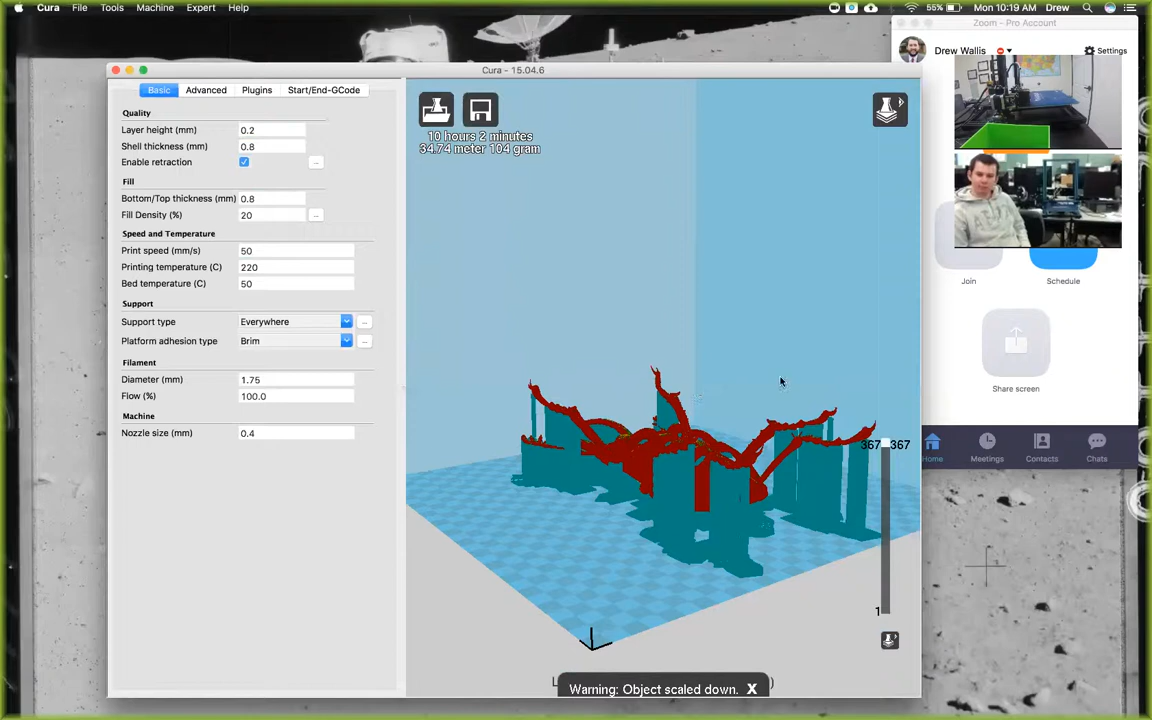 Cura File Tools Machine Expert Help
55% Mon 10:19 AM Drew
Zoom - Pro Account
Drew Wallis
Settings
Cura - 15.04.6
Basic Advanced Plugins Start/End-GCode
Quality
Layer height (mm) 0.2
Shell thickness (mm) 0.8
Enable retraction ...
Fill
Bottom/Top thickness (mm) 0.8
Fill Density (%) 20 ...
Speed and Temperature
Print speed (mm/s) 50
Printing temperature (C) 220
Bed temperature (C) 50
Support
Support type Everywhere ...
Platform adhesion type Brim ...
Filament
Diameter (mm) 1.75
Flow (%) 100.0
Machine
Nozzle size (mm) 0.4
10 hours 2 minutes
34.74 meter 104 gram
367 367
1
Warning: Object scaled down. X
Join Schedule
Share screen
Home Meetings Contacts Chats